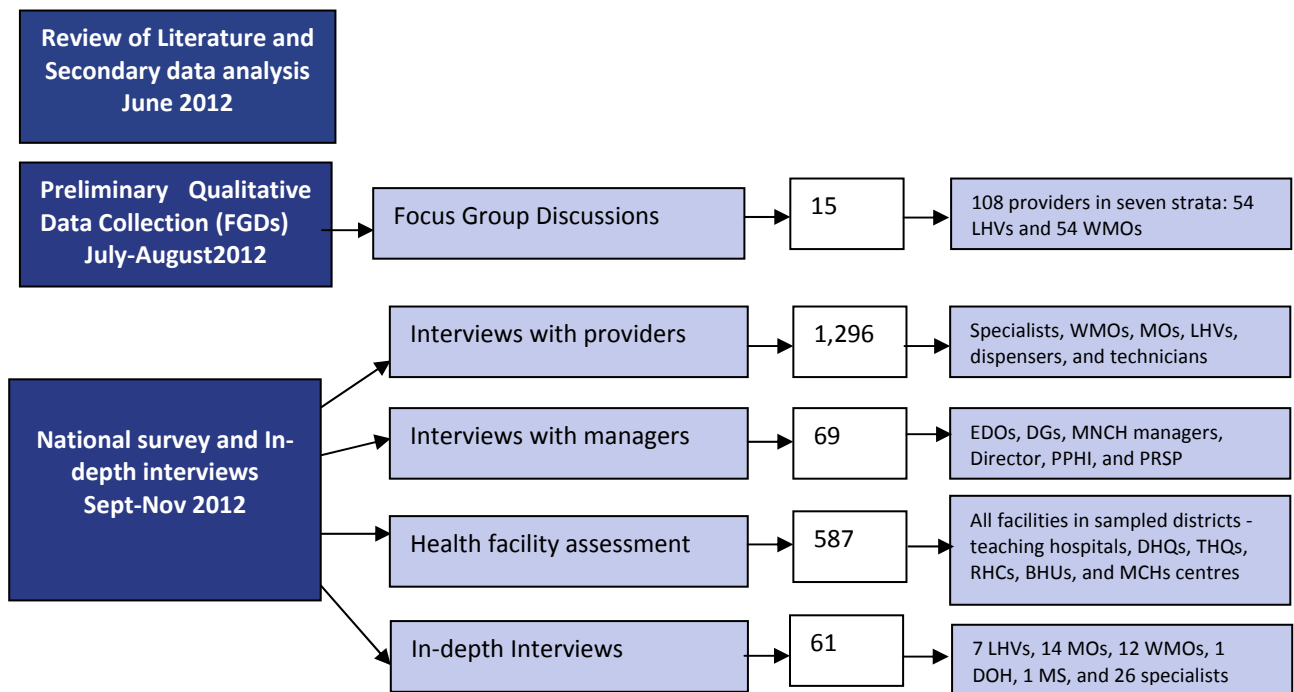 Review of Literature and
Secondary data analysis
June 2012
Preliminary Qualitative
Data Collection (FGDs)
July-August2012
Focus Group Discussions
15
108 providers in seven strata: 54
LHVs and 54 WMOs
National survey and In-
depth interviews
Sept-Nov 2012
Interviews with providers
1,296
Specialists, WMOs, MOs, LHVs,
dispensers, and technicians
Interviews with managers
69
EDOs, DGs, MNCH managers,
Director, PPHI, and PRSP
Health facility assessment
587
All facilities in sampled districts -
teaching hospitals, DHQs, THQs,
RHCs, BHUs, and MCHs centres
In-depth Interviews
61
7 LHVs, 14 MOs, 12 WMOs, 1
DOH, 1 MS, and 26 specialists